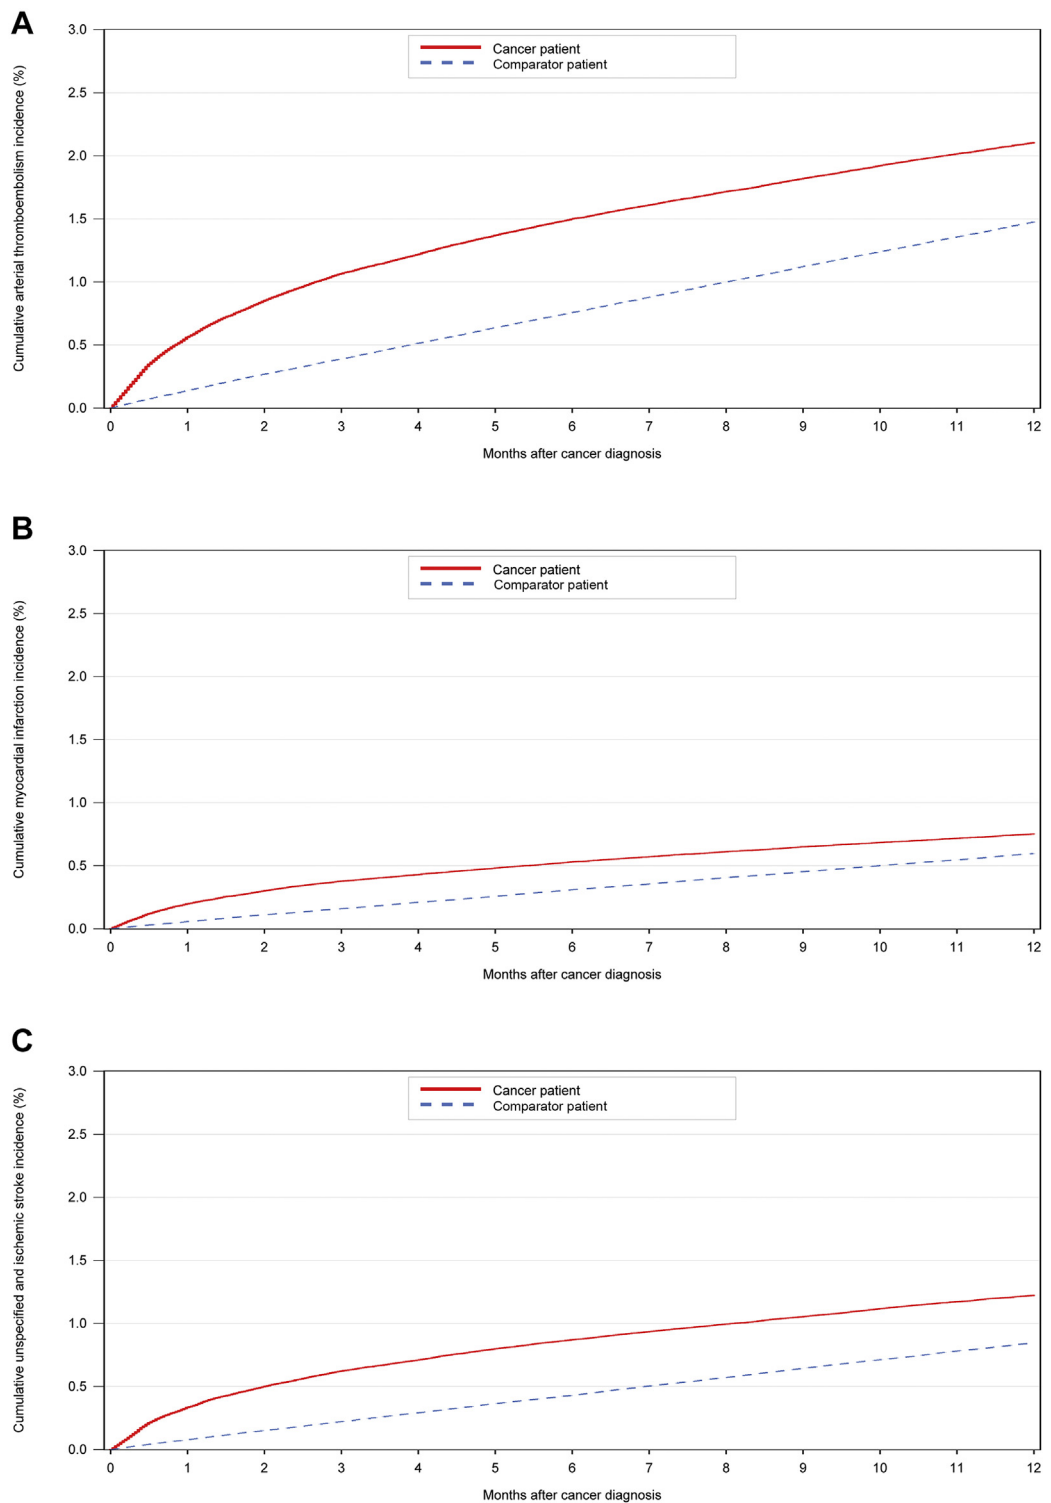 A
Cumulative arterial thromboembolism incidence (%)
3.0
2.5
2.0
1.5
1.0
0.5
0.0
Cancer patient
Comparator patient
0 1 2 3 4 5 6 7 8 9 10 11 12
Months after cancer diagnosis
B
Cumulative myocardial infarction incidence (%)
3.0
2.5
2.0
1.5
1.0
0.5
0.0
Cancer patient
Comparator patient
0 1 2 3 4 5 6 7 8 9 10 11 12
Months after cancer diagnosis
C
Cumulative unspecified and ischemic stroke incidence (%)
3.0
2.5
2.0
1.5
1.0
0.5
0.0
Cancer patient
Comparator patient
0 1 2 3 4 5 6 7 8 9 10 11 12
Months after cancer diagnosis